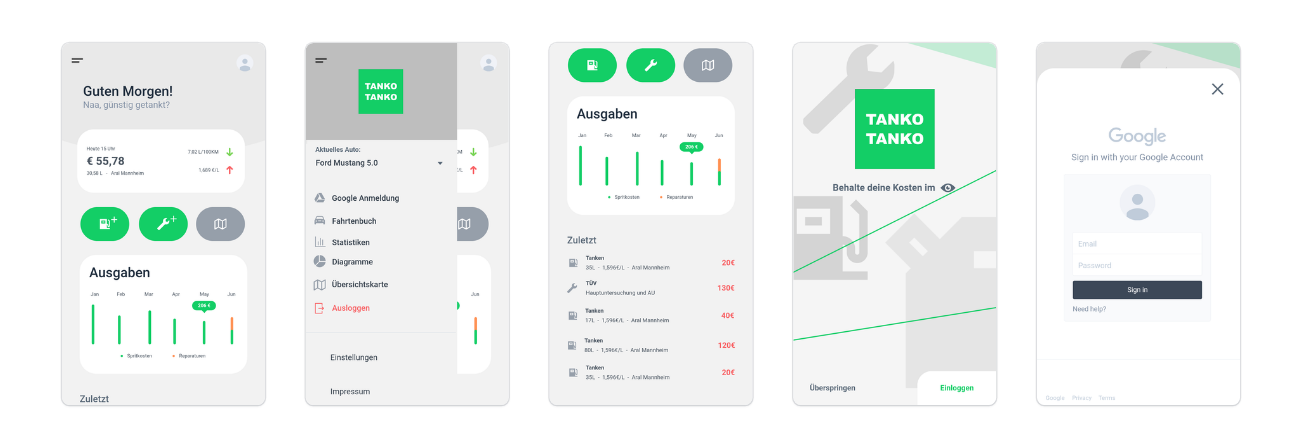 Guten Morgen!
Naa, günstig getankt?
Heute 15 Uhr
€ 55,78
39,58 L - Aral Mannheim
7.02 L/100KM
1,689 €/L
Ausgaben
Jan Feb Mar Apr May Jun
206 €
Spritkosten Reparaturen
Zuletzt
TANKO
TANKO
Aktuelles Auto:
Ford Mustang 5.0
Google Anmeldung
Fahrtenbuch
Statistiken
Diagramme
Übersichtskarte
Ausloggen
Einstellungen
Impressum
KM
€/L
Jun
Ausgaben
Jan Feb Mar Apr May Jun
206 €
Spritkosten Reparaturen
Zuletzt
Tanken
35L - 1,596€/L - Aral Mannheim
20€
TÜV
Hauptuntersuchung und AU
130€
Tanken
17L - 1,596€/L - Aral Mannheim
40€
Tanken
80L - 1,596€/L - Aral Mannheim
120€
Tanken
35L - 1,596€/L - Aral Mannheim
20€
TANKO
TANKO
Behalte deine Kosten im
Überspringen
Einloggen
Google
Sign in with your Google Account
Email
Password
Sign in
Need help?
Google Privacy Terms